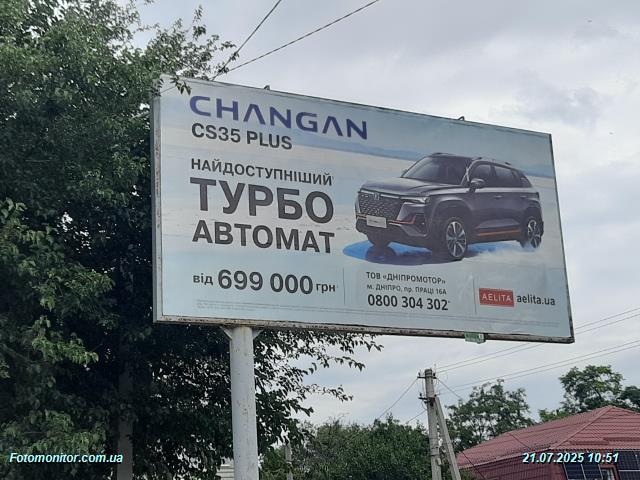 CHANGAN
CS35 PLUS
НАЙДОСТУПНІШИЙ
ТУРБО
АВТОМАТ
від 699 000 грн
ТОВ «ДНІПРОМОТОР»
м. ДНІПРО, пр. ПРАЦІ 16А
0800 304 302*
AELITA aelita.ua
Fotomonitor.com.ua
21.07.2025 10:51